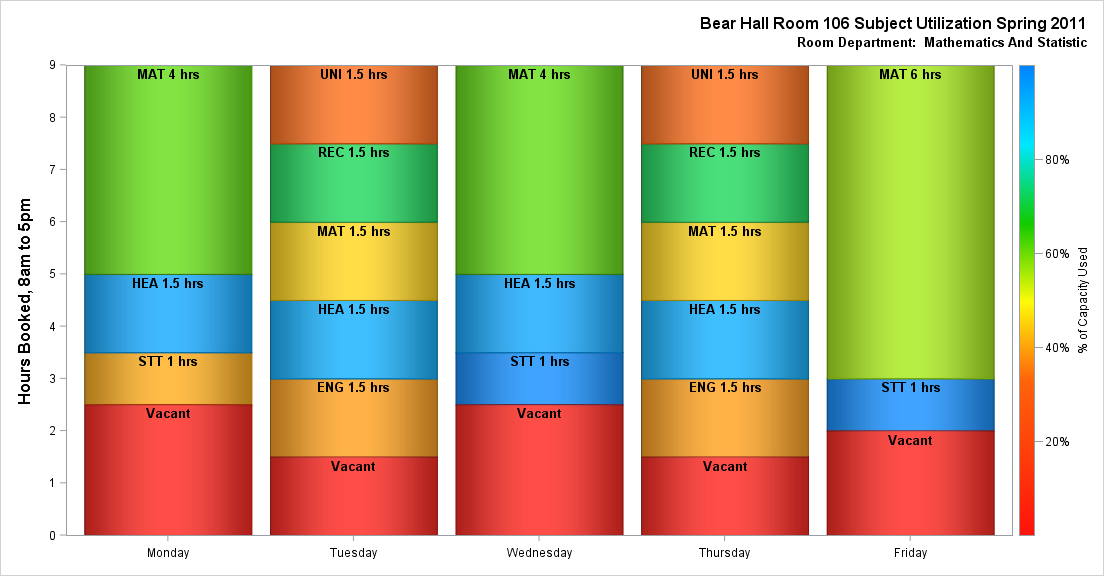 Bear Hall Room 106 Subject Utilization Spring 2011
Room Department:  Mathematics And Statistic
Hours Booked, 8am to 5pm
9
8
7
6
5
4
3
2
1
0
MAT 4 hrs
HEA 1.5 hrs
STT 1 hrs
Vacant
UNI 1.5 hrs
REC 1.5 hrs
MAT 1.5 hrs
HEA 1.5 hrs
ENG 1.5 hrs
Vacant
MAT 4 hrs
HEA 1.5 hrs
STT 1 hrs
Vacant
UNI 1.5 hrs
REC 1.5 hrs
MAT 1.5 hrs
HEA 1.5 hrs
ENG 1.5 hrs
Vacant
MAT 6 hrs
STT 1 hrs
Vacant
Monday
Tuesday
Wednesday
Thursday
Friday
80%
60%
40%
20%
% of Capacity Used